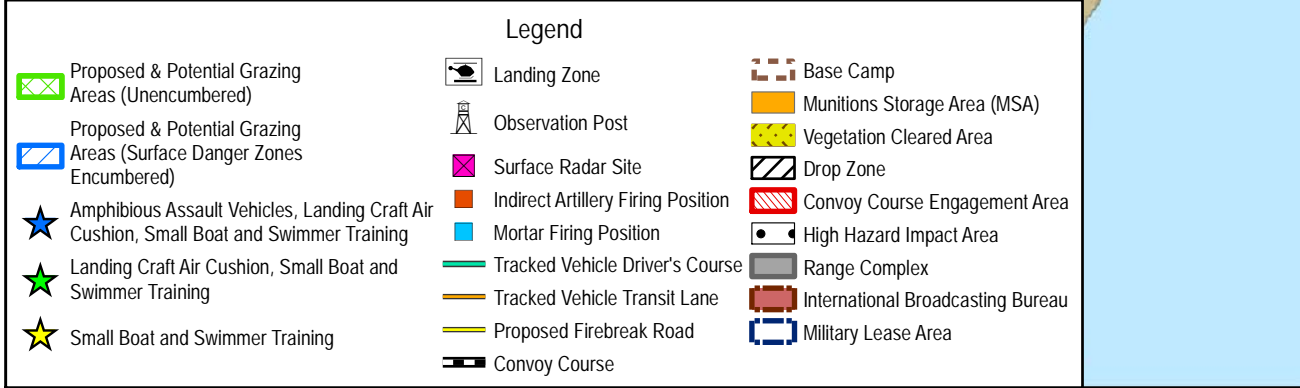 Legend
Proposed & Potential Grazing
Areas (Unencumbered)
Proposed & Potential Grazing
Areas (Surface Danger Zones
Encumbered)
Amphibious Assault Vehicles, Landing Craft Air
Cushion, Small Boat and Swimmer Training
Landing Craft Air Cushion, Small Boat and
Swimmer Training
Small Boat and Swimmer Training
Landing Zone
Observation Post
Surface Radar Site
Indirect Artillery Firing Position
Mortar Firing Position
Tracked Vehicle Driver's Course
Tracked Vehicle Transit Lane
Proposed Firebreak Road
Convoy Course
Base Camp
Munitions Storage Area (MSA)
Vegetation Cleared Area
Drop Zone
Convoy Course Engagement Area
High Hazard Impact Area
Range Complex
International Broadcasting Bureau
Military Lease Area